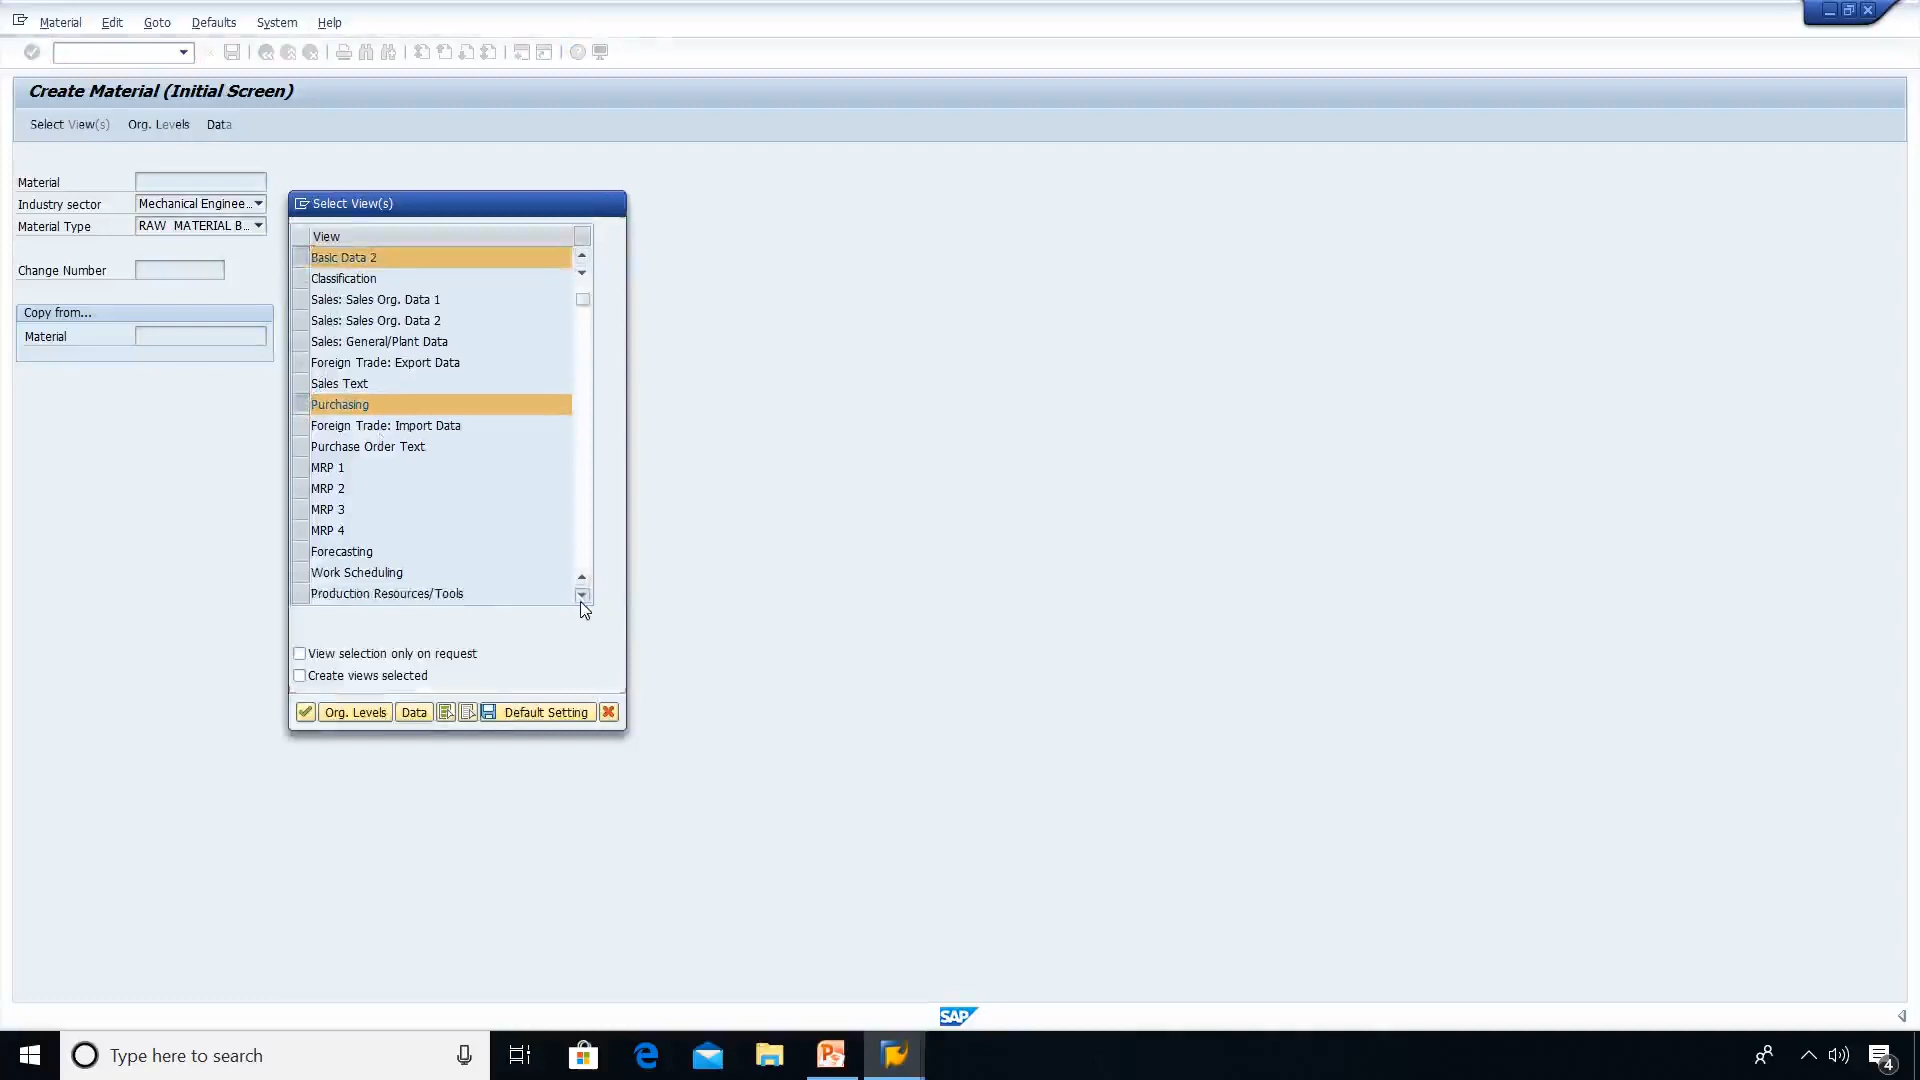 Material Edit Goto Defaults System Help
Create Material (Initial Screen)
Select View(s) Org. Levels Data
Material
Industry sector Mechanical Enginee...
Material Type RAW MATERIAL B...
Change Number
Copy from...
Material
Select View(s)
View
Basic Data 2
Classification
Sales: Sales Org. Data 1
Sales: Sales Org. Data 2
Sales: General/Plant Data
Foreign Trade: Export Data
Sales Text
Purchasing
Foreign Trade: Import Data
Purchase Order Text
MRP 1
MRP 2
MRP 3
MRP 4
Forecasting
Work Scheduling
Production Resources/Tools
View selection only on request
Create views selected
Org. Levels Data Default Setting
SAP
Type here to search
4